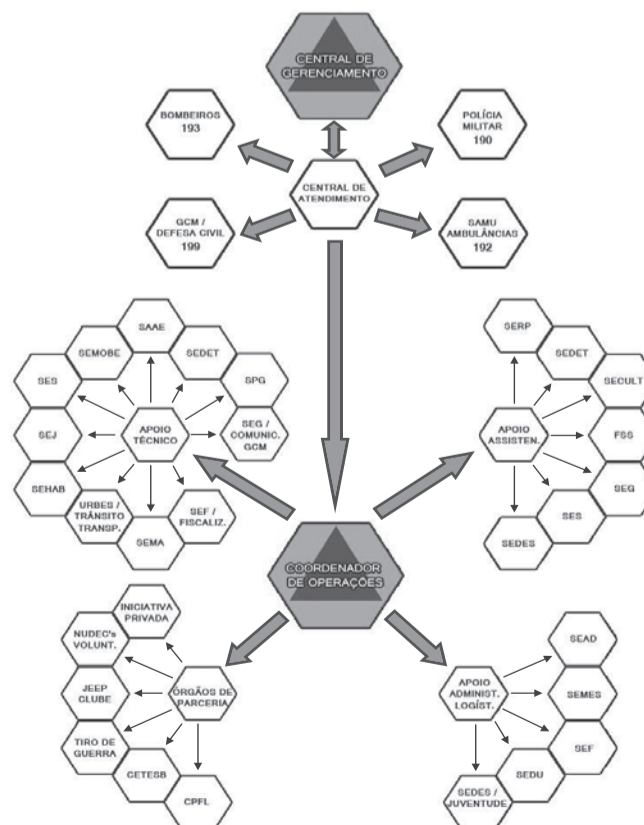 CENTRAL DE
GERENCIAMENTO
BOMBEIROS
193
POLÍCIA
MILITAR
190
CENTRAL DE
ATENDIMENTO
GCM /
DEFESA CIVIL
199
SAMU
AMBULÂNCIAS
192
SAAE
SEMOBE
SEDET
SES
SPG
SEJ
APOIO
TÉCNICO
SEG /
COMUNIC.
GCM
SEHAB
URBES /
TRÂNSITO
TRANSP.
SEF /
FISCALIZ.
SEMA
SERP
SEDET
SECULT
APOIO
ASSISTEN.
FSS
SEG
SES
SEDES
COORDENADOR
DE OPERAÇÕES
INICIATIVA
PRIVADA
NUDEC's
VOLUNT.
JEEP
CLUBE
ÓRGÃOS DE
PARCERIA
TIRO DE
GUERRA
CETESB
CPFL
SEAD
APOIO
ADMINIST.
LOGÍST.
SEMES
SEF
SEDU
SEDES /
JUVENTUDE